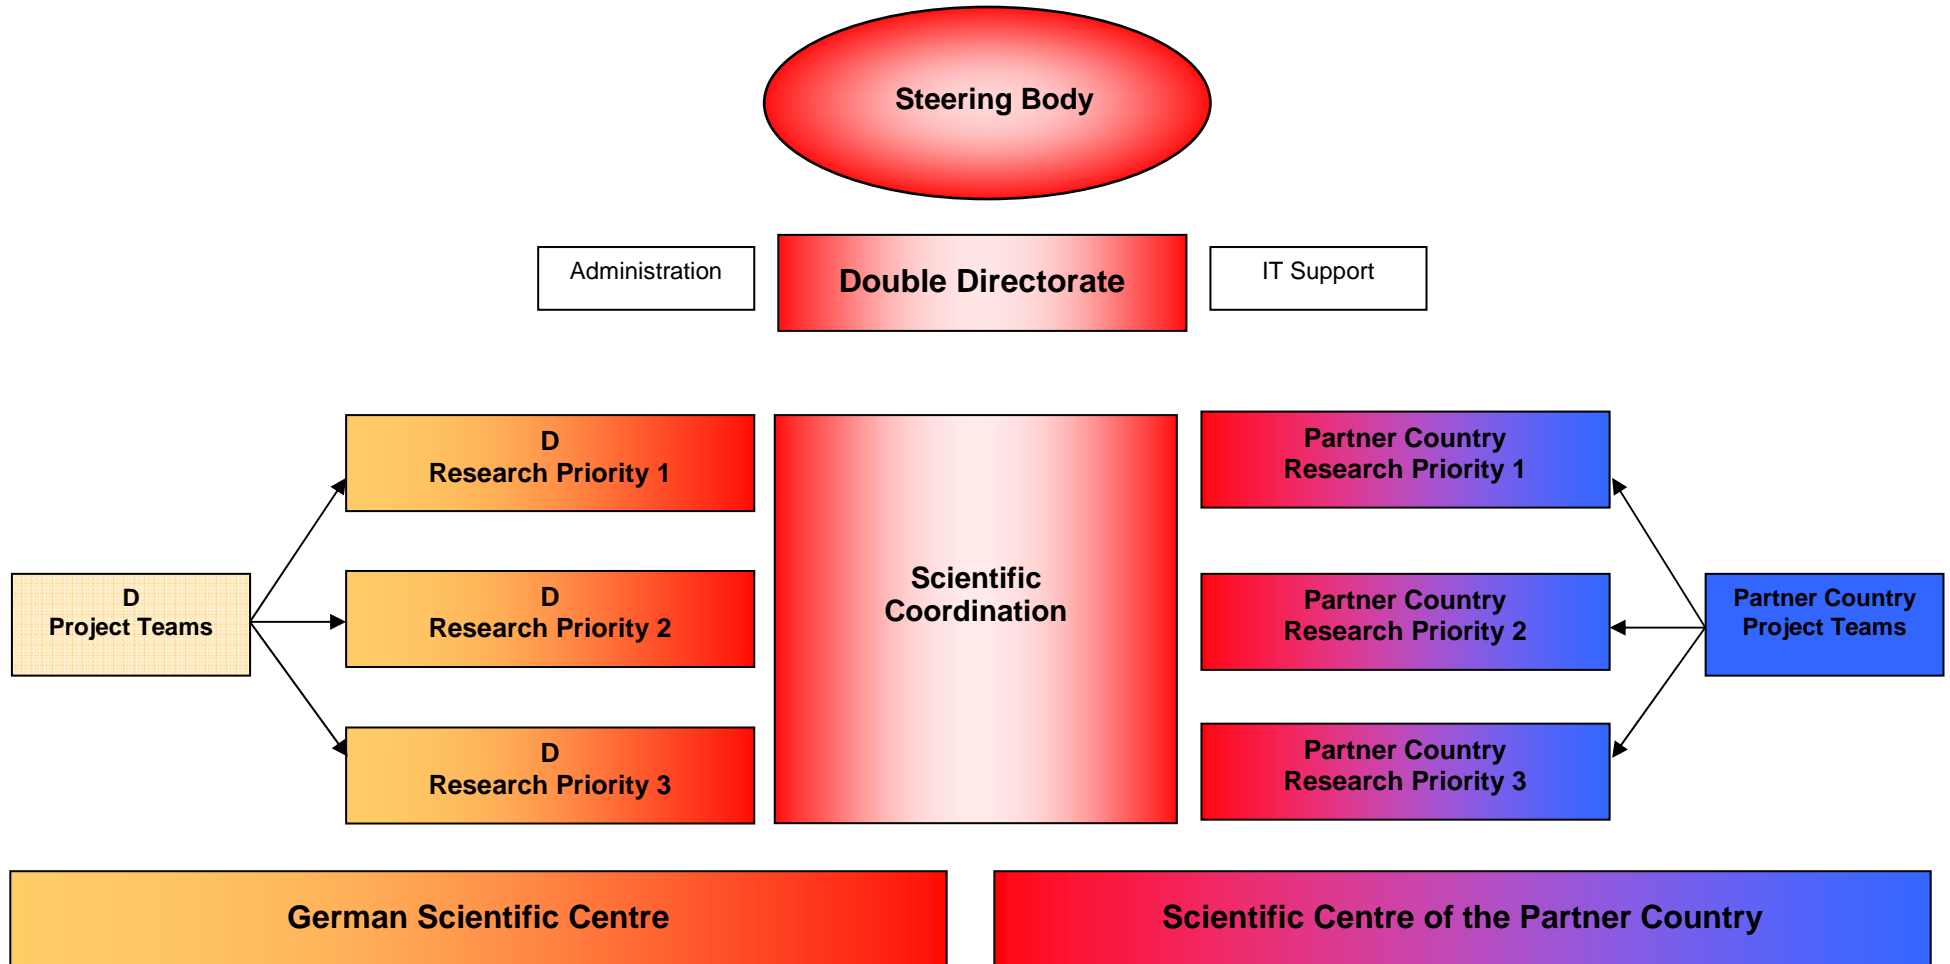 Steering Body
Administration
Double Directorate
IT Support
D
Research Priority 1
Partner Country
Research Priority 1
D
Project Teams
D
Research Priority 2
Scientific
Coordination
Partner Country
Research Priority 2
Partner Country
Project Teams
D
Research Priority 3
Partner Country
Research Priority 3
German Scientific Centre
Scientific Centre of the Partner Country